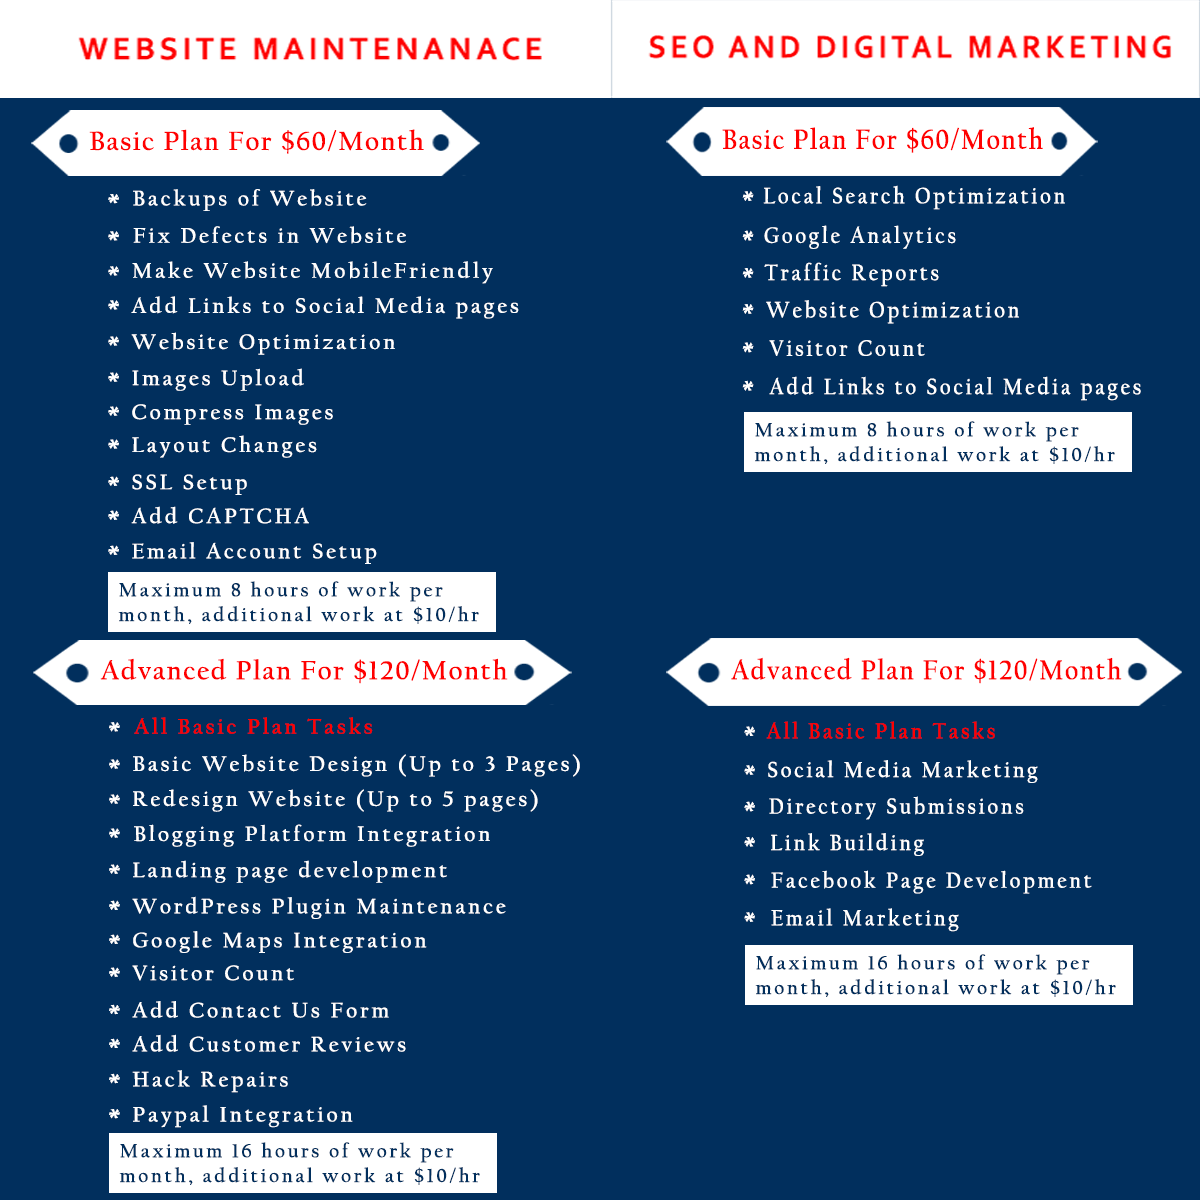 WEBSITE MAINTENANACE
Basic Plan For $60/Month
* Backups of Website
* Fix Defects in Website
* Make Website MobileFriendly
* Add Links to Social Media pages
* Website Optimization
* Images Upload
* Compress Images
* Layout Changes
* SSL Setup
* Add CAPTCHA
* Email Account Setup
Maximum 8 hours of work per
month, additional work at $10/hr
Advanced Plan For $120/Month
* All Basic Plan Tasks
* Basic Website Design (Up to 3 Pages)
* Redesign Website (Up to 5 pages)
* Blogging Platform Integration
* Landing page development
* WordPress Plugin Maintenance
* Google Maps Integration
* Visitor Count
* Add Contact Us Form
* Add Customer Reviews
* Hack Repairs
* Paypal Integration
Maximum 16 hours of work per
month, additional work at $10/hr
SEO AND DIGITAL MARKETING
Basic Plan For $60/Month
* Local Search Optimization
* Google Analytics
* Traffic Reports
* Website Optimization
* Visitor Count
* Add Links to Social Media pages
Maximum 8 hours of work per
month, additional work at $10/hr
Advanced Plan For $120/Month
* All Basic Plan Tasks
* Social Media Marketing
* Directory Submissions
* Link Building
* Facebook Page Development
* Email Marketing
Maximum 16 hours of work per
month, additional work at $10/hr